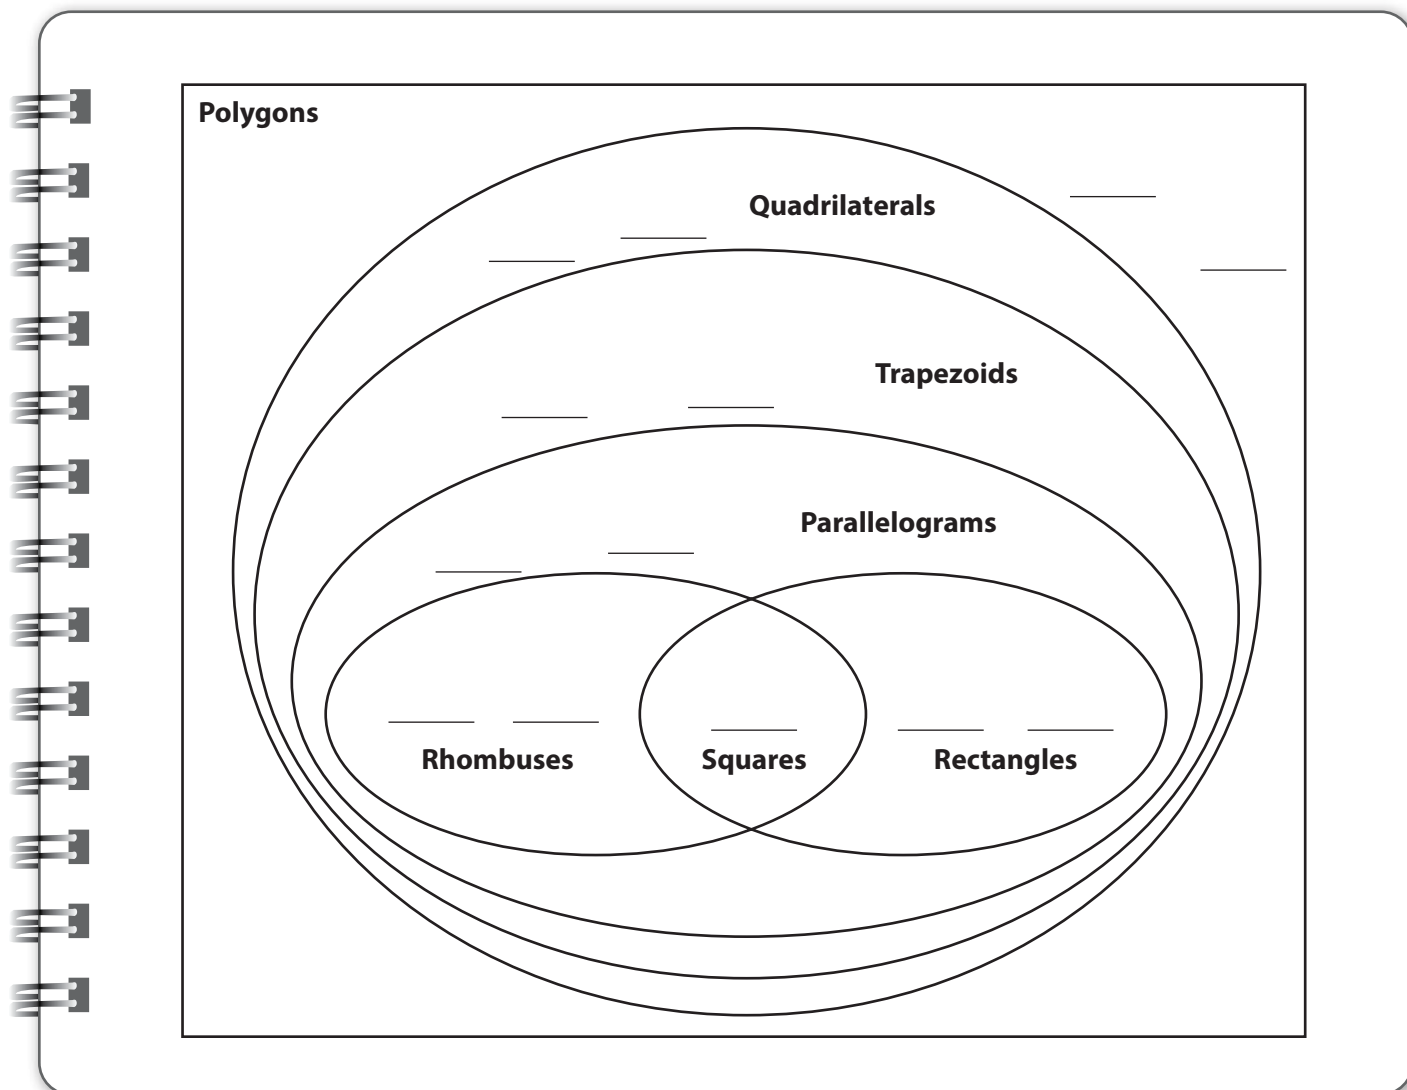 Polygons
Quadrilaterals
Trapezoids
Parallelograms
Rhombuses
Squares
Rectangles